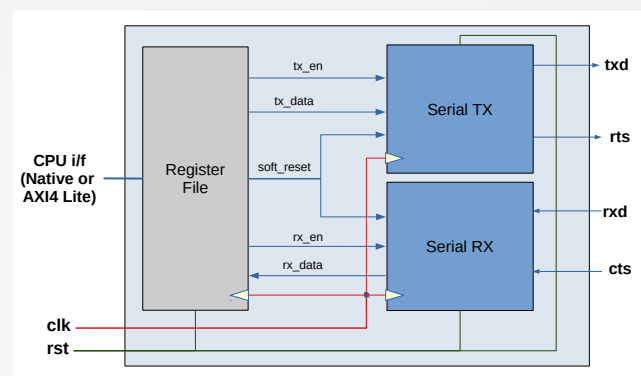 txd
tx_en
tx_data
Serial TX
rts
CPU i/f
(Native or
AXI4 Lite)
Register
File
soft_reset
rxd
rx_en
Serial RX
rx_data
cts
clk
rst